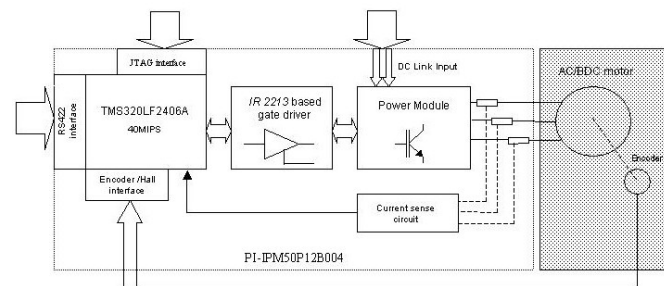 JTAG interface
DC Link Input
AC/BDC motor
RS422
interface
TMS320LF2406A
40MIPS
IR 2213 based
gate driver
Power Module
Encoder
Encoder /Hall
interface
Current sense
circuit
PI-IPM50P12B004